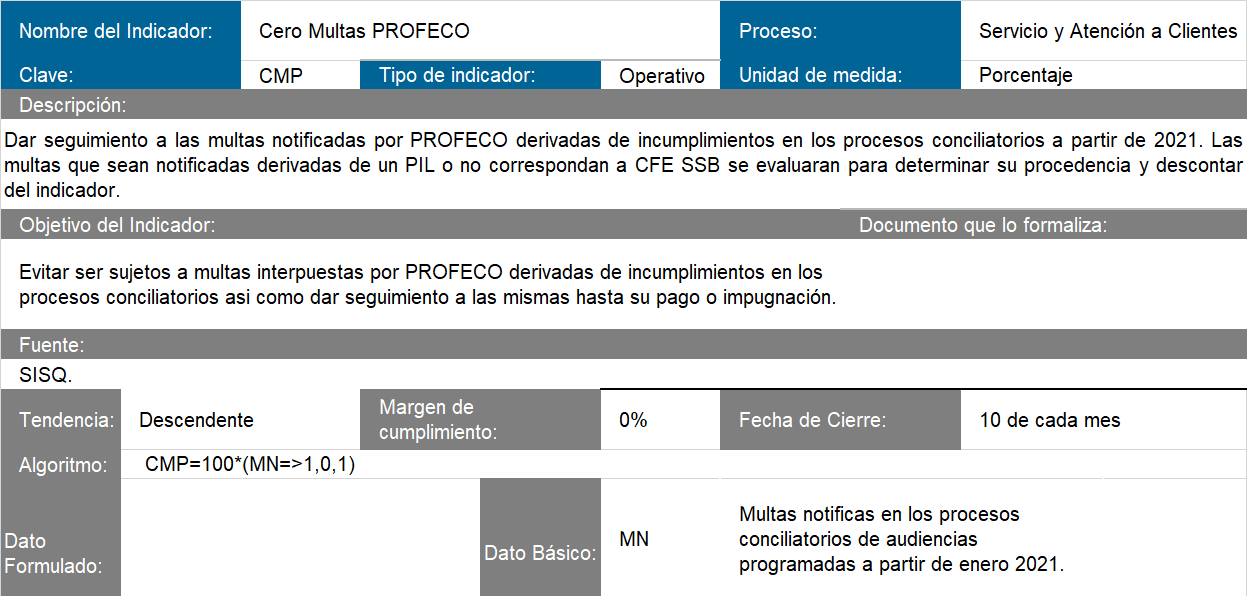 Nombre del Indicador: Cero Multas PROFECO Proceso: Servicio y Atención a Clientes
Clave: CMP Tipo de indicador: Operativo Unidad de medida: Porcentaje
Descripción:
Dar seguimiento a las multas notificadas por PROFECO derivadas de incumplimientos en los procesos conciliatorios a partir de 2021. Las
multas que sean notificadas derivadas de un PIL o no correspondan a CFE SSB se evaluaran para determinar su procedencia y descontar
del indicador.
Objetivo del Indicador: Documento que lo formaliza:
Evitar ser sujetos a multas interpuestas por PROFECO derivadas de incumplimientos en los
procesos conciliatorios asi como dar seguimiento a las mismas hasta su pago o impugnación.
Fuente:
SISQ.
Tendencia: Descendente
Margen de
cumplimiento:
0% Fecha de Cierre: 10 de cada mes
Algoritmo: CMP=100*(MN=>1,0,1)
Dato
Formulado:
Dato Básico: MN
Multas notificas en los procesos
conciliatorios de audiencias
programadas a partir de enero 2021.